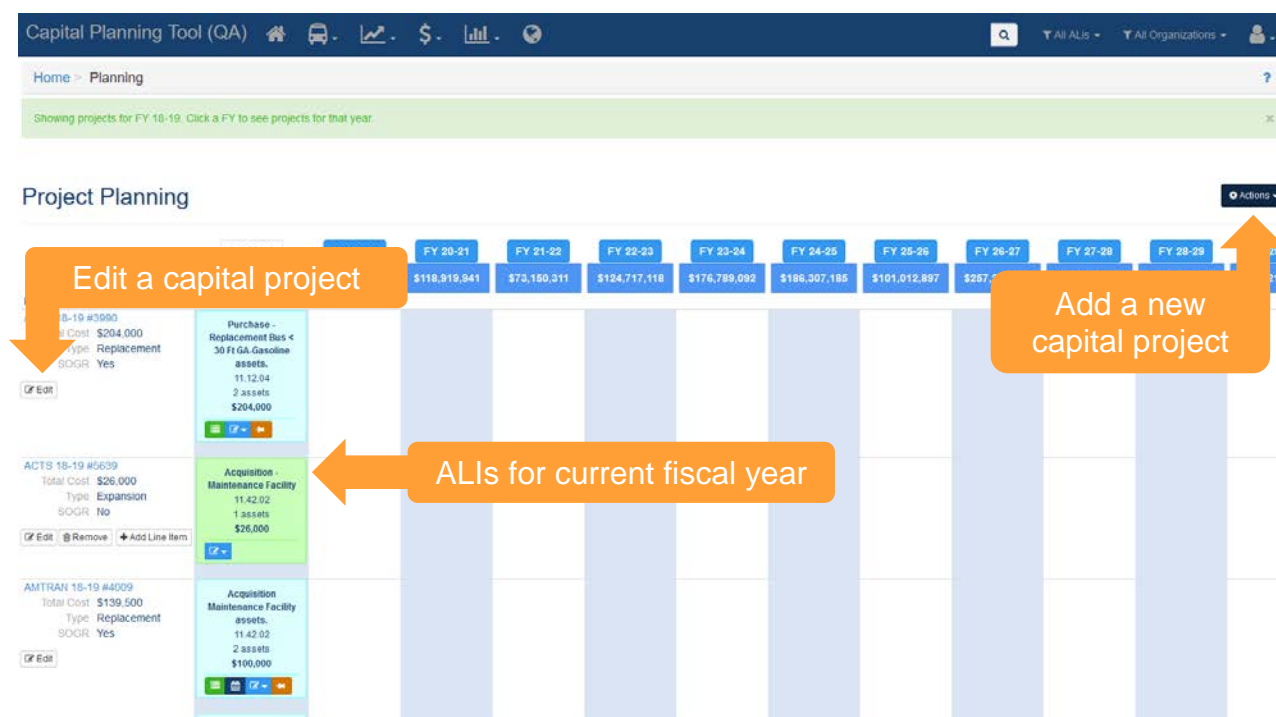 Capital Planning Tool (QA)
All ALIs
All Organizations
Home > Planning
?
Showing projects for FY 18-19. Click a FY to see projects for that year.
×
Project Planning
Actions
FY 20-21 FY 21-22 FY 22-23 FY 23-24 FY 24-25 FY 25-26 FY 26-27 FY 27-28 FY 28-29
$118,919,941 $73,150,311 $124,717,118 $176,789,092 $186,307,185 $101,012,897
Edit a capital project
Add a new
capital project
18-19 #3990
Cost $204,000
Type Replacement
SOGR Yes
Edit
Purchase -
Replacement Bus <
30 Ft GA-Gasoline
assets.
11.12.04
2 assets
$204,000
ALIs for current fiscal year
ACTS 18-19 #5639
Total Cost $26,000
Type Expansion
SOGR No
Edit Remove Add Line Item
Acquisition -
Maintenance Facility
11.42.02
1 assets
$26,000
AMTRAN 18-19 #4009
Total Cost $139,500
Type Replacement
SOGR Yes
Edit
Acquisition
Maintenance Facility
assets.
11.42.02
2 assets
$100,000